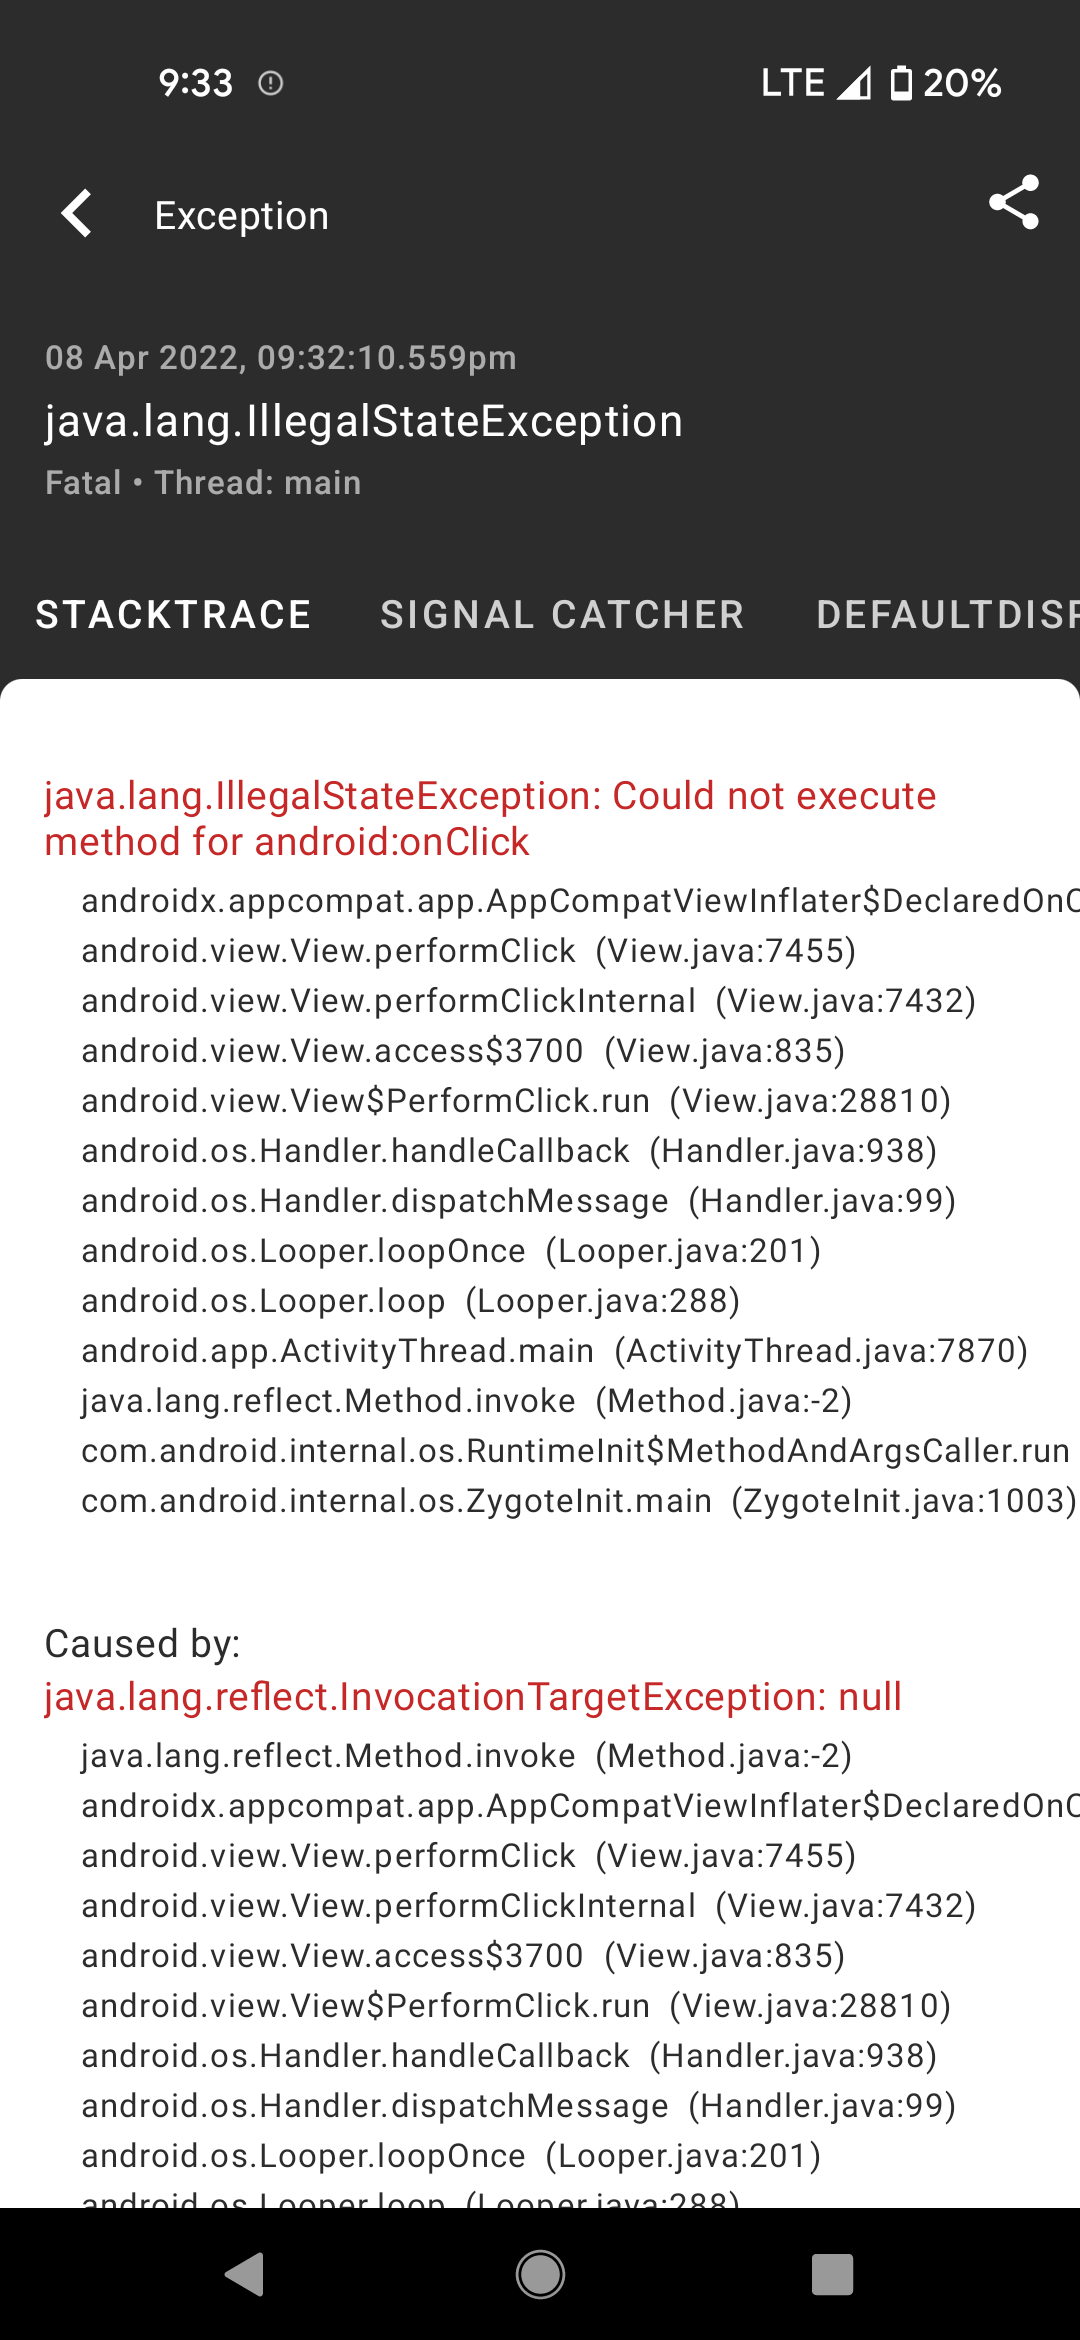 9:33
LTE 20%
Exception
08 Apr 2022, 09:32:10.559pm
java.lang.IllegalStateException
Fatal • Thread: main
STACKTRACE SIGNAL CATCHER DEFAULTDISP
java.lang.IllegalStateException: Could not execute
method for android:onClick
androidx.appcompat.app.AppCompatViewInflater$DeclaredOnC
android.view.View.performClick (View.java:7455)
android.view.View.performClickInternal (View.java:7432)
android.view.View.access$3700 (View.java:835)
android.view.View$PerformClick.run (View.java:28810)
android.os.Handler.handleCallback (Handler.java:938)
android.os.Handler.dispatchMessage (Handler.java:99)
android.os.Looper.loopOnce (Looper.java:201)
android.os.Looper.loop (Looper.java:288)
android.app.ActivityThread.main (ActivityThread.java:7870)
java.lang.reflect.Method.invoke (Method.java:-2)
com.android.internal.os.RuntimeInit$MethodAndArgsCaller.run
com.android.internal.os.ZygoteInit.main (ZygoteInit.java:1003)
Caused by:
java.lang.reflect.InvocationTargetException: null
java.lang.reflect.Method.invoke (Method.java:-2)
androidx.appcompat.app.AppCompatViewInflater$DeclaredOnC
android.view.View.performClick (View.java:7455)
android.view.View.performClickInternal (View.java:7432)
android.view.View.access$3700 (View.java:835)
android.view.View$PerformClick.run (View.java:28810)
android.os.Handler.handleCallback (Handler.java:938)
android.os.Handler.dispatchMessage (Handler.java:99)
android.os.Looper.loopOnce (Looper.java:201)
android.os.Looper.loop (Looper.java:288)